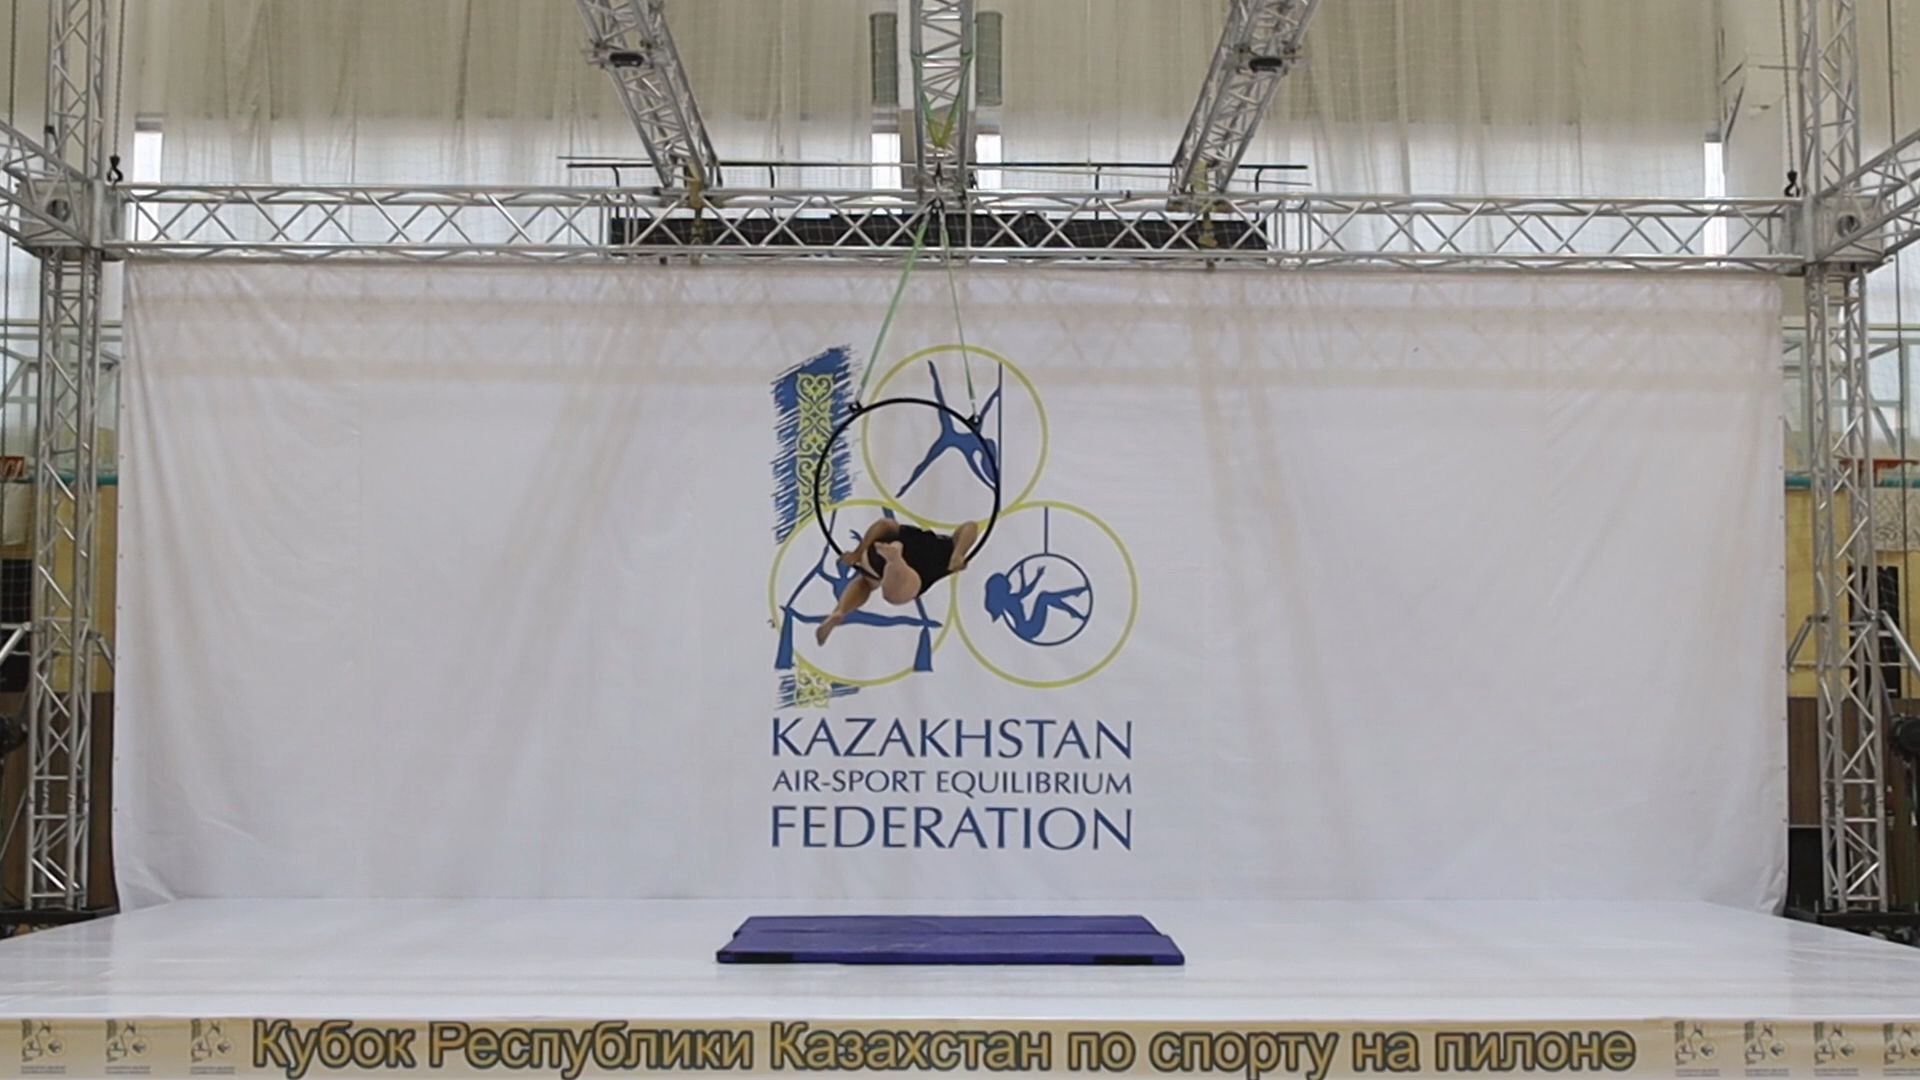 KAZAKHSTAN
AIR-SPORT EQUILIBRIUM
FEDERATION
Кубок Республики Казахстан по спорту на пилоне